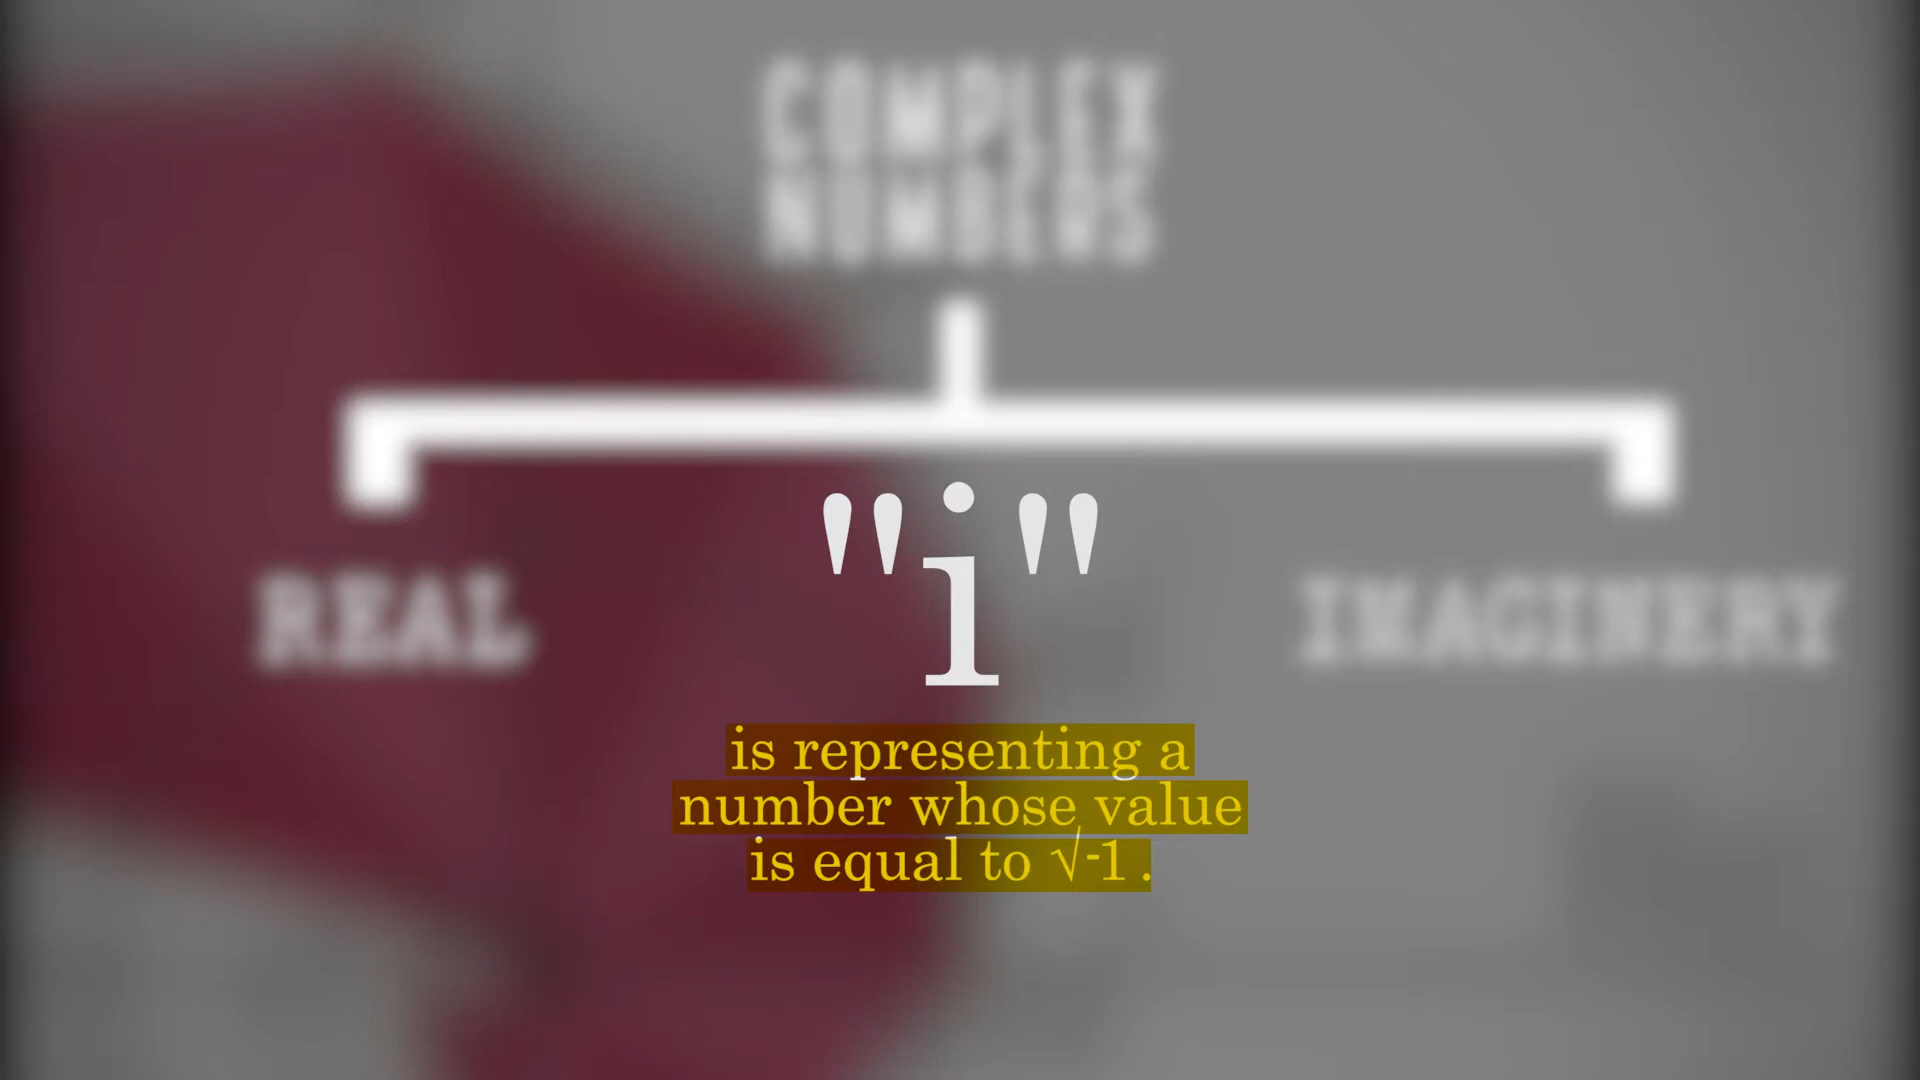 COMPLEX
NUMBERS
REAL
"i"
IMAGINERY
is representing a
number whose value
is equal to √-1.